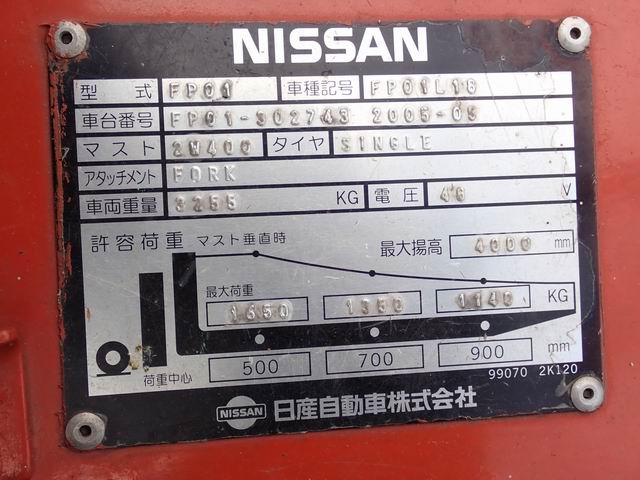 NISSAN
型式 FP01 車種記号 FP01L18
車台番号 FP01-302743 2005-03
マスト 2W400 タイヤ SINGLE
アタッチメント FORK
車両重量 3255 KG 電圧 48 V
許容荷重 マスト垂直時 最大揚高 4000 mm
最大荷重 1650 1350 1140 KG
荷重中心 500 700 900 mm
99070 2K120
NISSAN 日産自動車株式会社